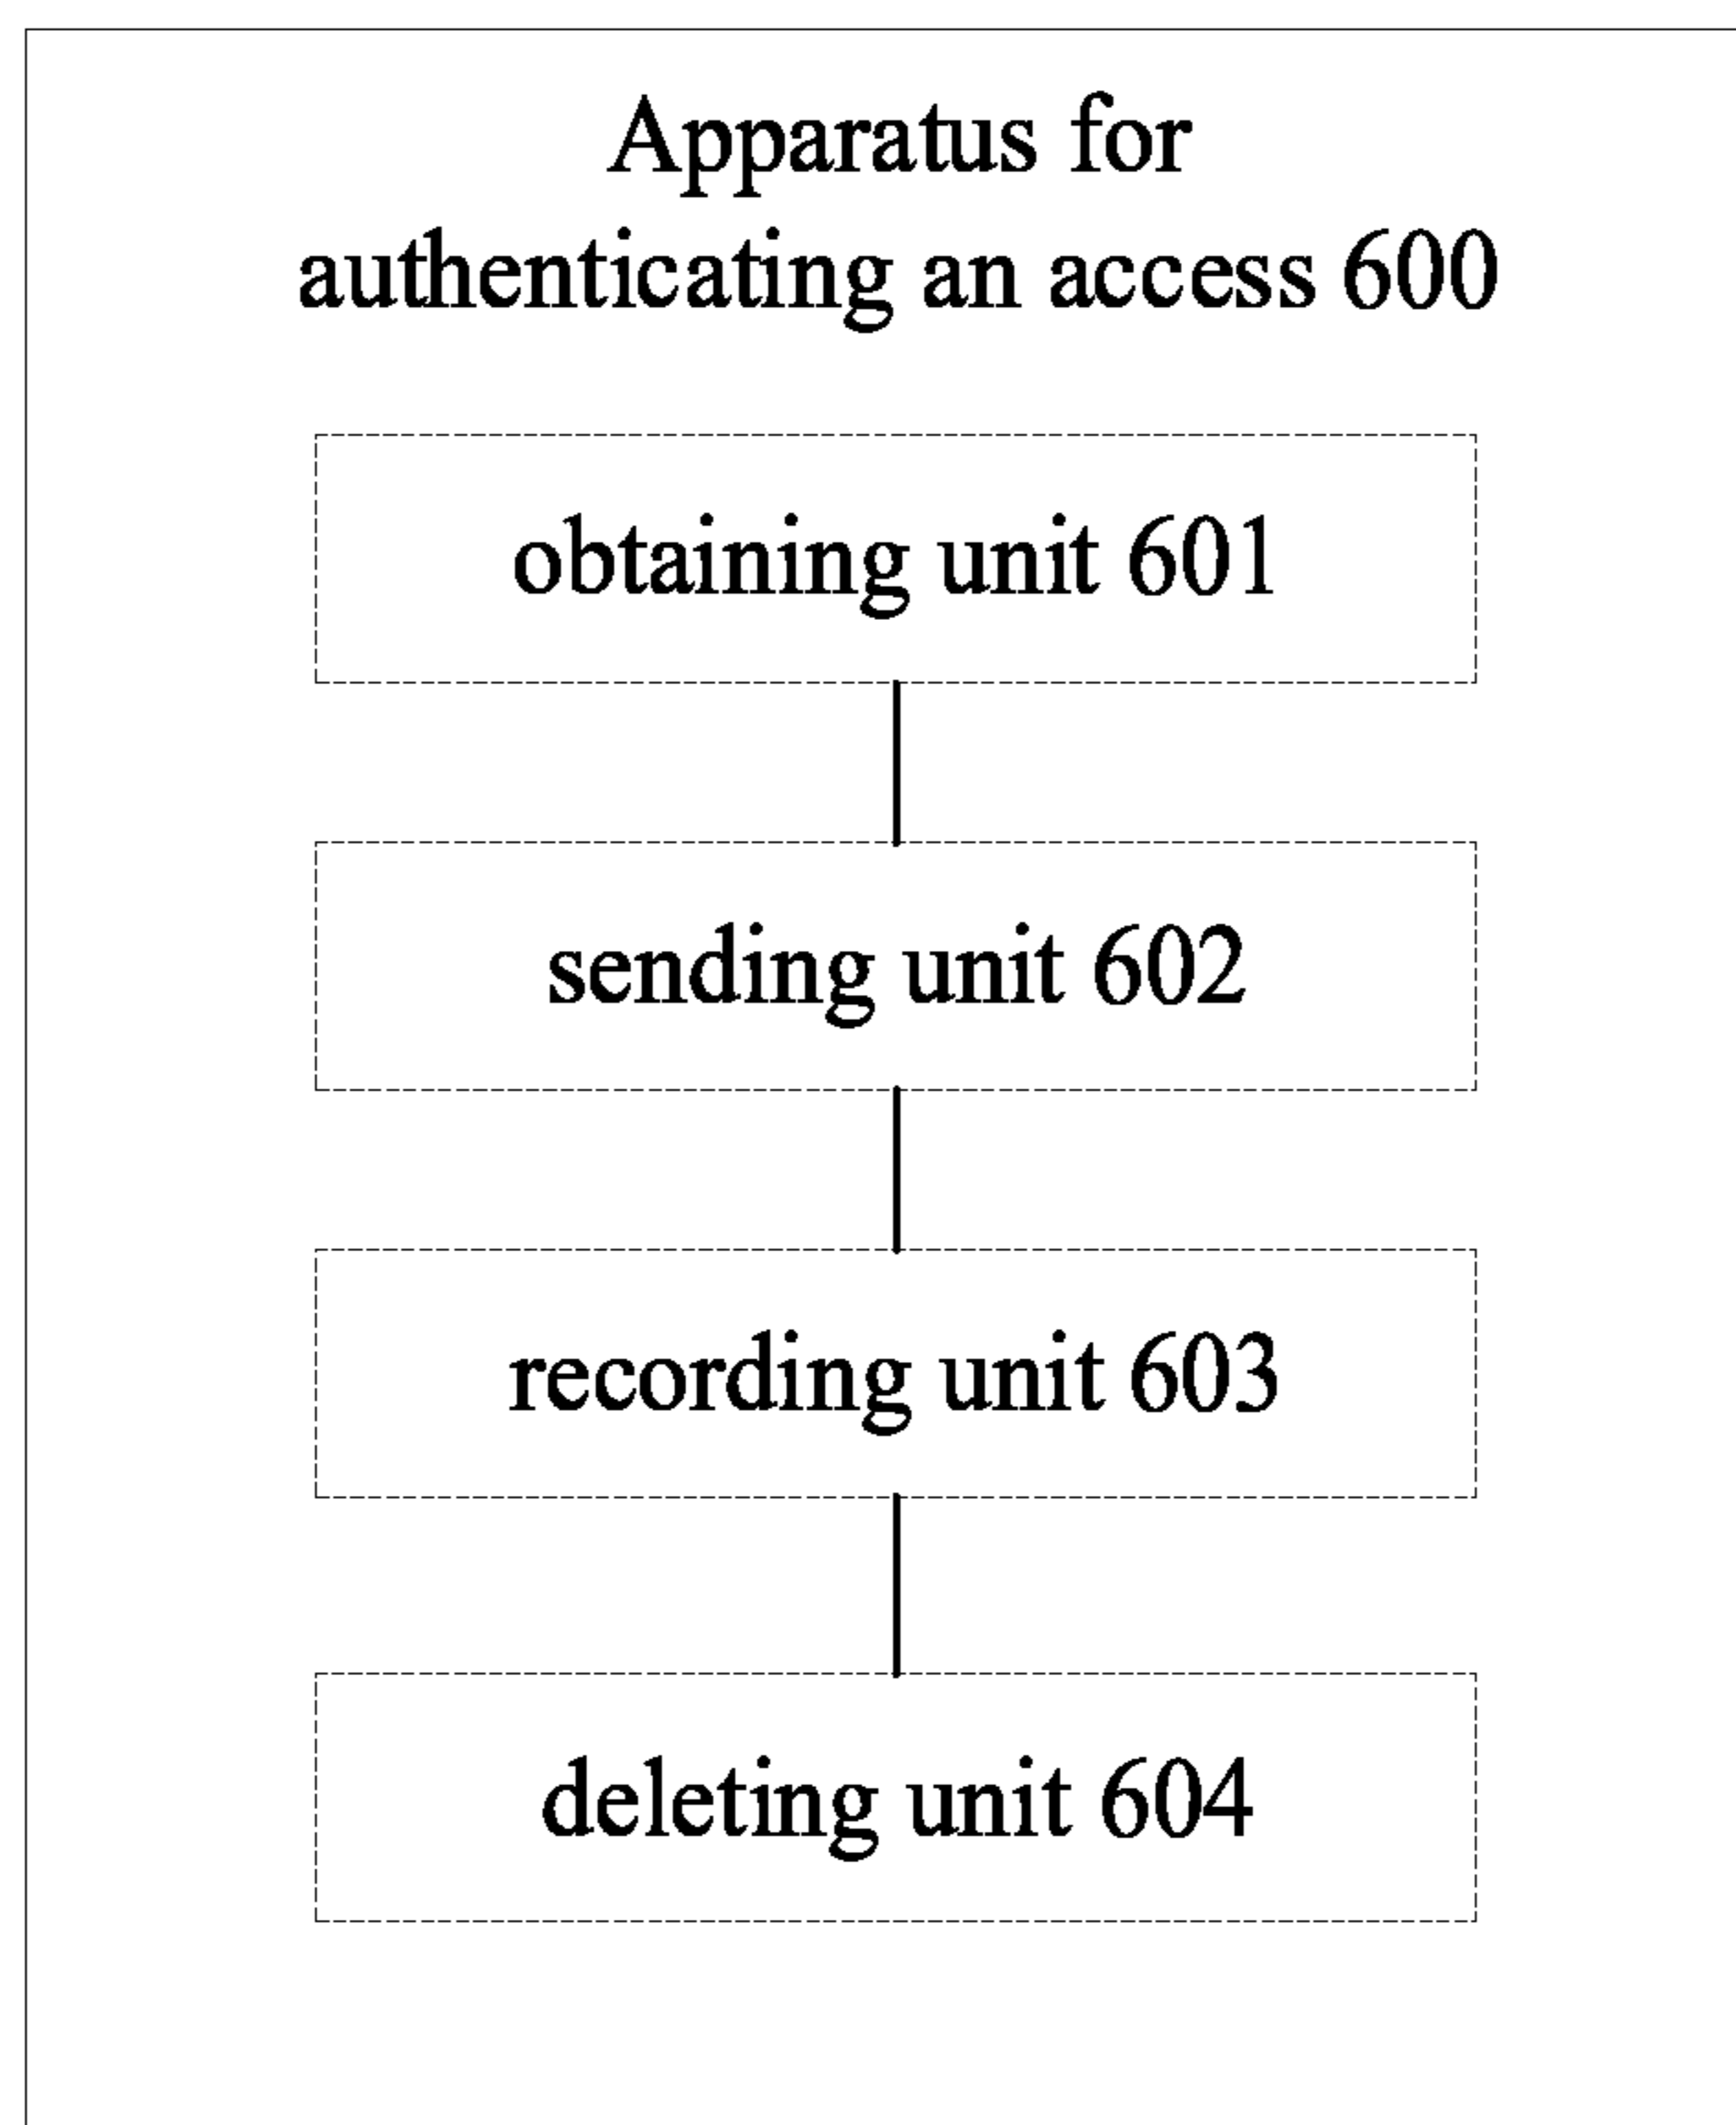 Apparatus for
authenticating an access 600
obtaining unit 601
sending unit 602
recording unit 603
deleting unit 604